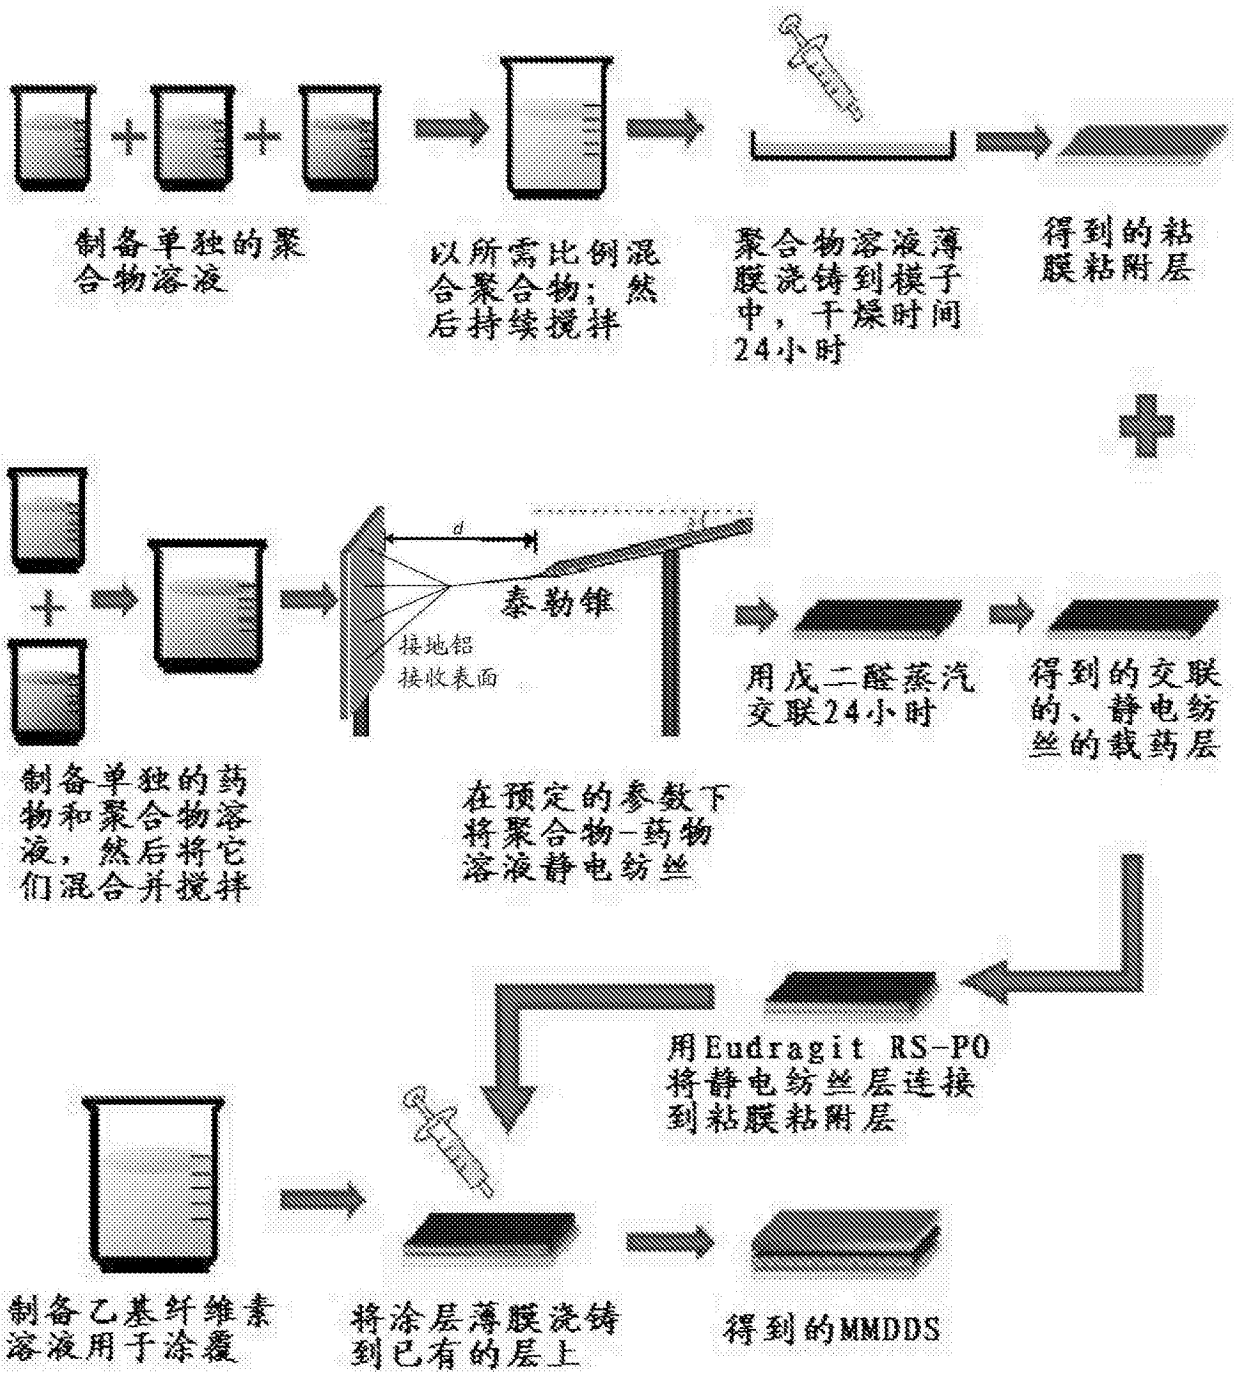 制备单独的聚
合物溶液
以所需比例混
合聚合物；然
后持续搅拌
聚合物溶液薄
膜浇铸到模子
中，干燥时间
24小时
得到的粘
膜粘附层
d
泰勒锥
接地铝
接收表面
用戊二醛蒸汽
交联24小时
得到的交联
的、静电纺
丝的载药层
制备单独的药
物和聚合物溶
液，然后将它
们混合并搅拌
在预定的参数下
将聚合物-药物
溶液静电纺丝
用Eudragit RS-PO
将静电纺丝层连接
到粘膜粘附层
制备乙基纤维素
溶液用于涂覆
将涂层薄膜浇铸
到已有的层上
得到的MMDDS